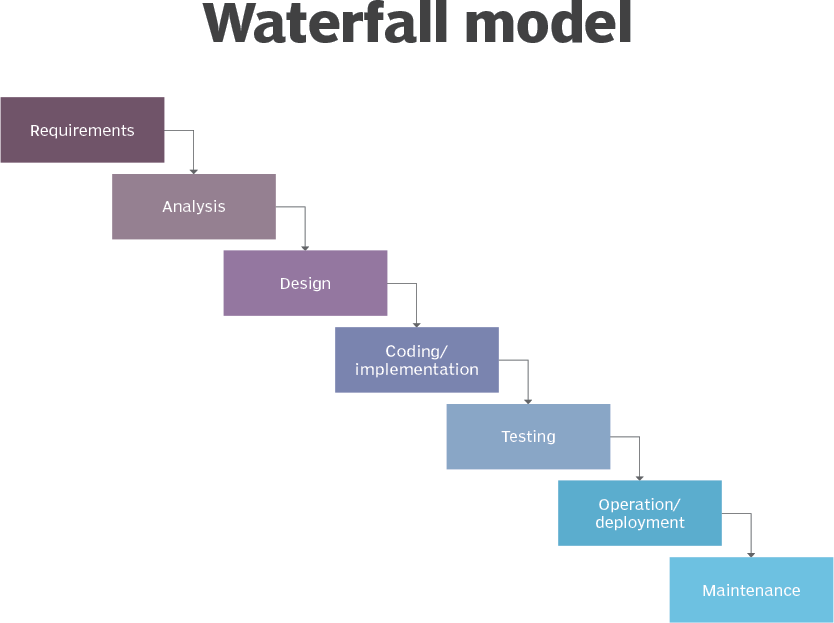 Waterfall model
Requirements
Analysis
Design
Coding/
implementation
Testing
Operation/
deployment
Maintenance